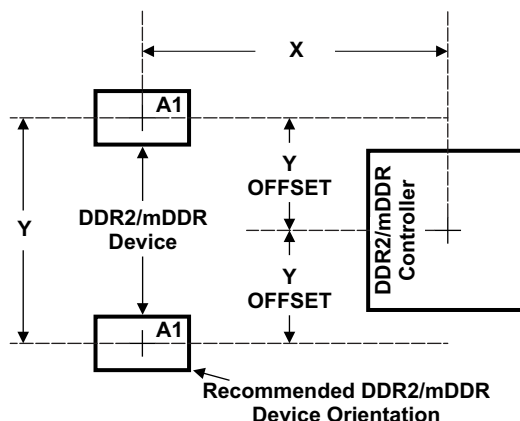 X
A1
Y
OFFSET
Y
DDR2/mDDR
Device
DDR2/mDDR
Controller
Y
OFFSET
A1
Recommended DDR2/mDDR
Device Orientation